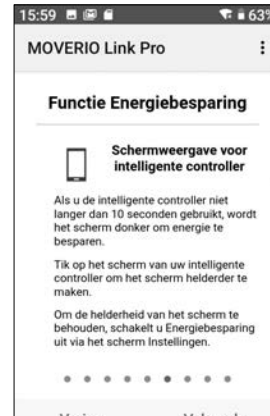 15:59 63%
MOVERIO Link Pro
Functie Energiebesparing
Schermweergave voor
intelligente controller
Als u de intelligente controller niet
langer dan 10 seconden gebruikt, wordt
het scherm donker om energie te
besparen.
Tik op het scherm van uw intelligente
controller om het scherm helderder te
maken.
Om de helderheid van het scherm te
behouden, schakelt u Energiebesparing
uit via het scherm Instellingen.